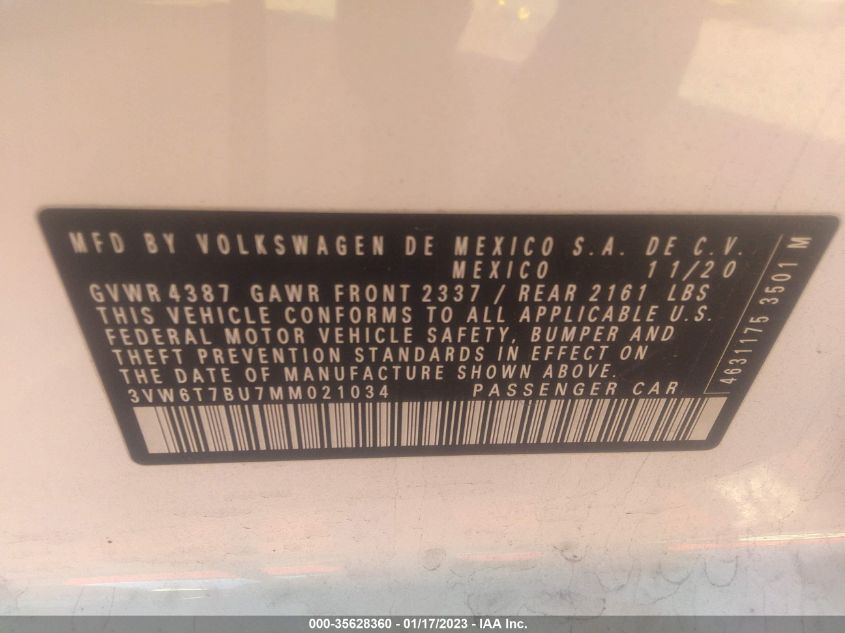 MFD BY VOLKSWAGEN DE MEXICO S.A. DE C.V.
MEXICO 11/20
GVWR 4387 GAWR FRONT 2337 / REAR 2161 LBS
THIS VEHICLE CONFORMS TO ALL APPLICABLE U.S.
FEDERAL MOTOR VEHICLE SAFETY, BUMPER AND
THEFT PREVENTION STANDARDS IN EFFECT ON
THE DATE OF MANUFACTURE SHOWN ABOVE.
3VW6T7BU7MM021034 PASSENGER CAR
4631175 3501 M
000-35628360 - 01/17/2023 - IAA Inc.